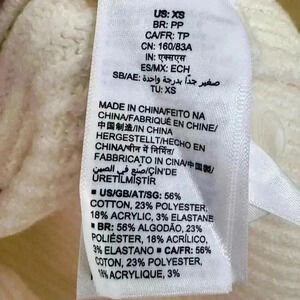 US: XS
BR: PP
CA/FR: TP
CN: 160/83A
IN: एक्सएस
ES/MX: ECH
SB/AE: صغير جدًا بدرجة واحدة
TU: XS
MADE IN CHINA/FEITO NA
CHINA/FABRIQUÉ EN CHINE/
中国制造/IN CHINA
HERGESTELLT/HECHO EN
CHINA/चीन में निर्मित/
FABBRICATO IN CINA/中国製
صُنع في الصين/ÇİN'DE
ÜRETİLMİŞTİR
■ US/GB/AT/SG: 56%
COTTON, 23% POLYESTER,
18% ACRYLIC, 3% ELASTANE
■ BR: 56% ALGODÃO, 23%
POLIÉSTER, 18% ACRÍLICO,
3% ELASTANO ■ CA/FR: 56%
COTON, 23% POLYESTER,
18% ACRYLIQUE, 3%